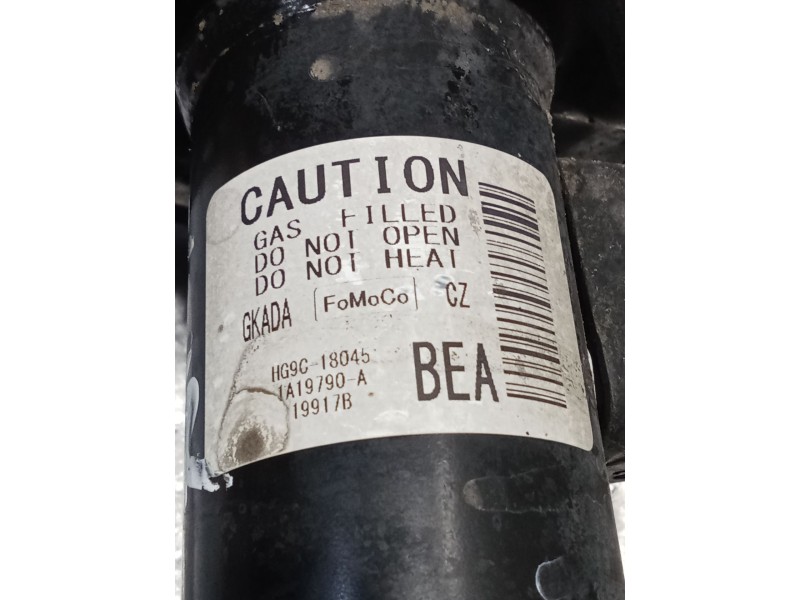 CAUTION
GAS FILLED
DO NOT OPEN
DO NOT HEAT
GKADA FoMoCo CZ
HG9C-18045
1A19790-A
19917B
BEA